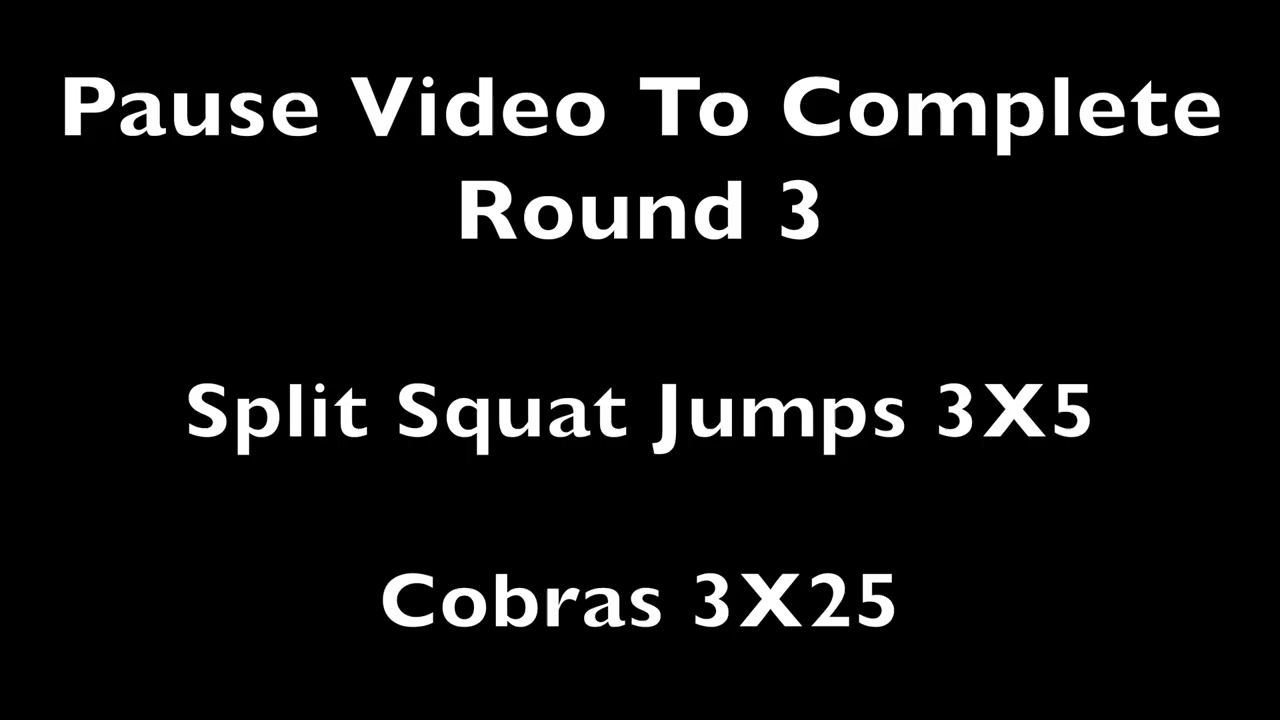 Pause Video To Complete
Round 3
Split Squat Jumps 3X5
Cobras 3X25